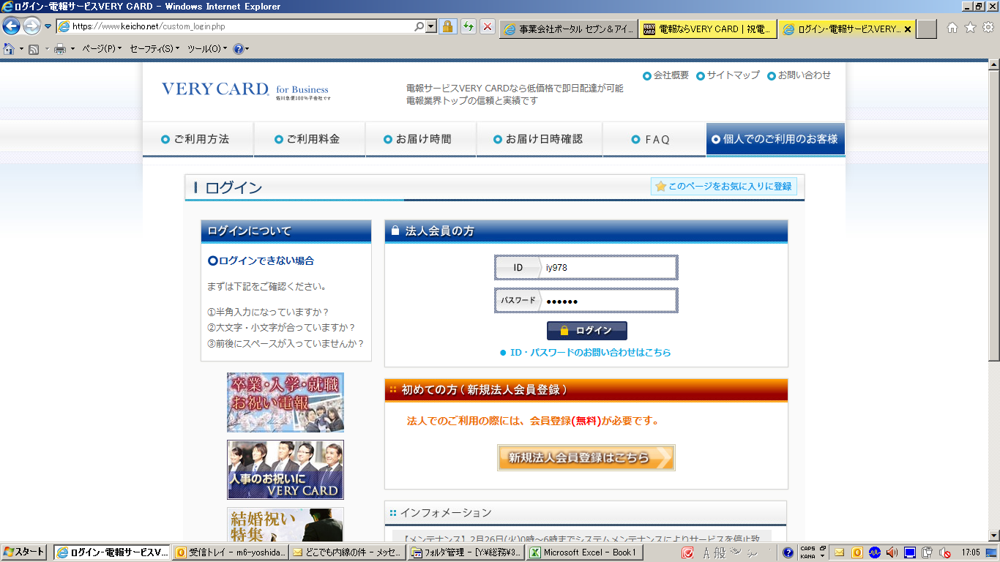 ログイン-電報サービスVERY CARD - Windows Internet Explorer
https://www.keicho.net/custom_login.php
事業会社ポータル セブン＆アイ...
電報ならVERY CARD｜祝電...
ログイン-電報サービスVERY...
ページ(P)
セーフティ(S)
ツール(O)
会社概要
サイトマップ
お問い合わせ
VERY CARD for Business
佐川急便100%子会社です
電報サービスVERY CARDなら低価格で即日配達が可能
電報業界トップの信頼と実績です
ご利用方法
ご利用料金
お届け時間
お届け日時確認
FAQ
個人でのご利用のお客様
ログイン
このページをお気に入りに登録
ログインについて
ログインできない場合
まずは下記をご確認ください。
①半角入力になっていますか？
②大文字・小文字が合っていますか？
③前後にスペースが入っていませんか？
法人会員の方
ID
iy978
パスワード
●●●●●●
ログイン
ID・パスワードのお問い合わせはこちら
卒業・入学・就職
お祝い電報
人事のお祝いに
VERY CARD
結婚祝い
特集
初めての方（新規法人会員登録）
法人でのご利用の際には、会員登録(無料)が必要です。
新規法人会員登録はこちら
インフォメーション
【メンテナンス】2月26日(火)0時～6時までシステムメンテナンスによりサービスを停止致
スタート
ログイン-電報サービスV...
受信トレイ - m6-yoshida...
どこでも内線の件 - メッセ...
フォルダ管理 - [Y:¥総務¥3...
Microsoft Excel - Book1
A 般
CAPS
KANA
17:05